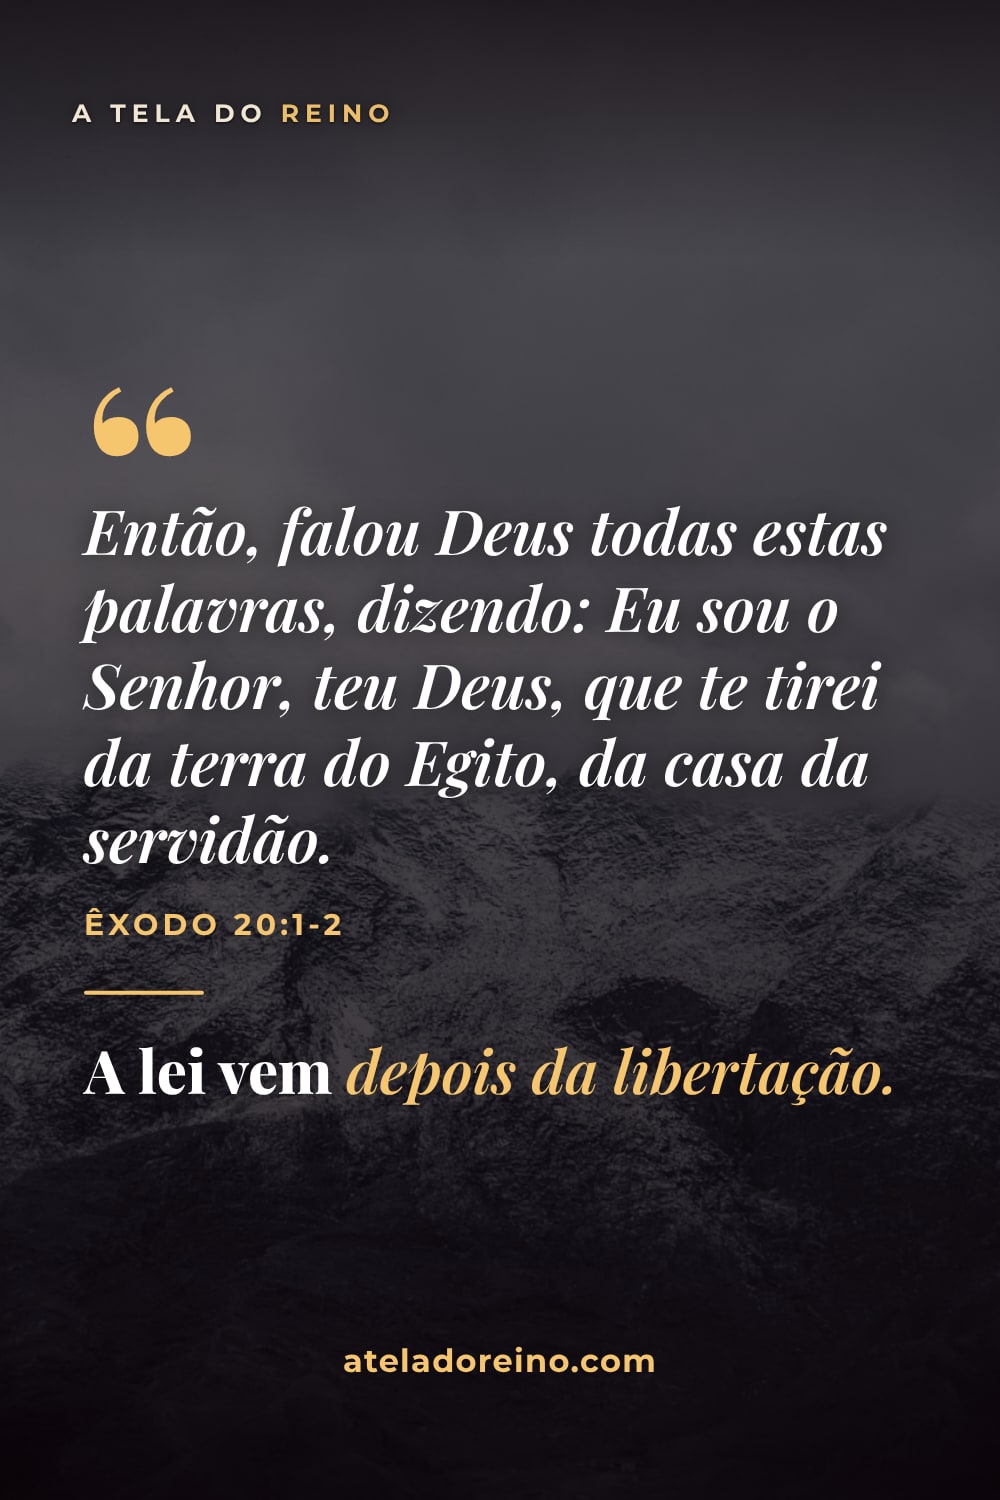 A TELA DO REINO
“
Então, falou Deus todas estas
palavras, dizendo: Eu sou o
Senhor, teu Deus, que te tirei
da terra do Egito, da casa da
servidão.
ÊXODO 20:1-2
A lei vem depois da libertação.
ateladoreino.com